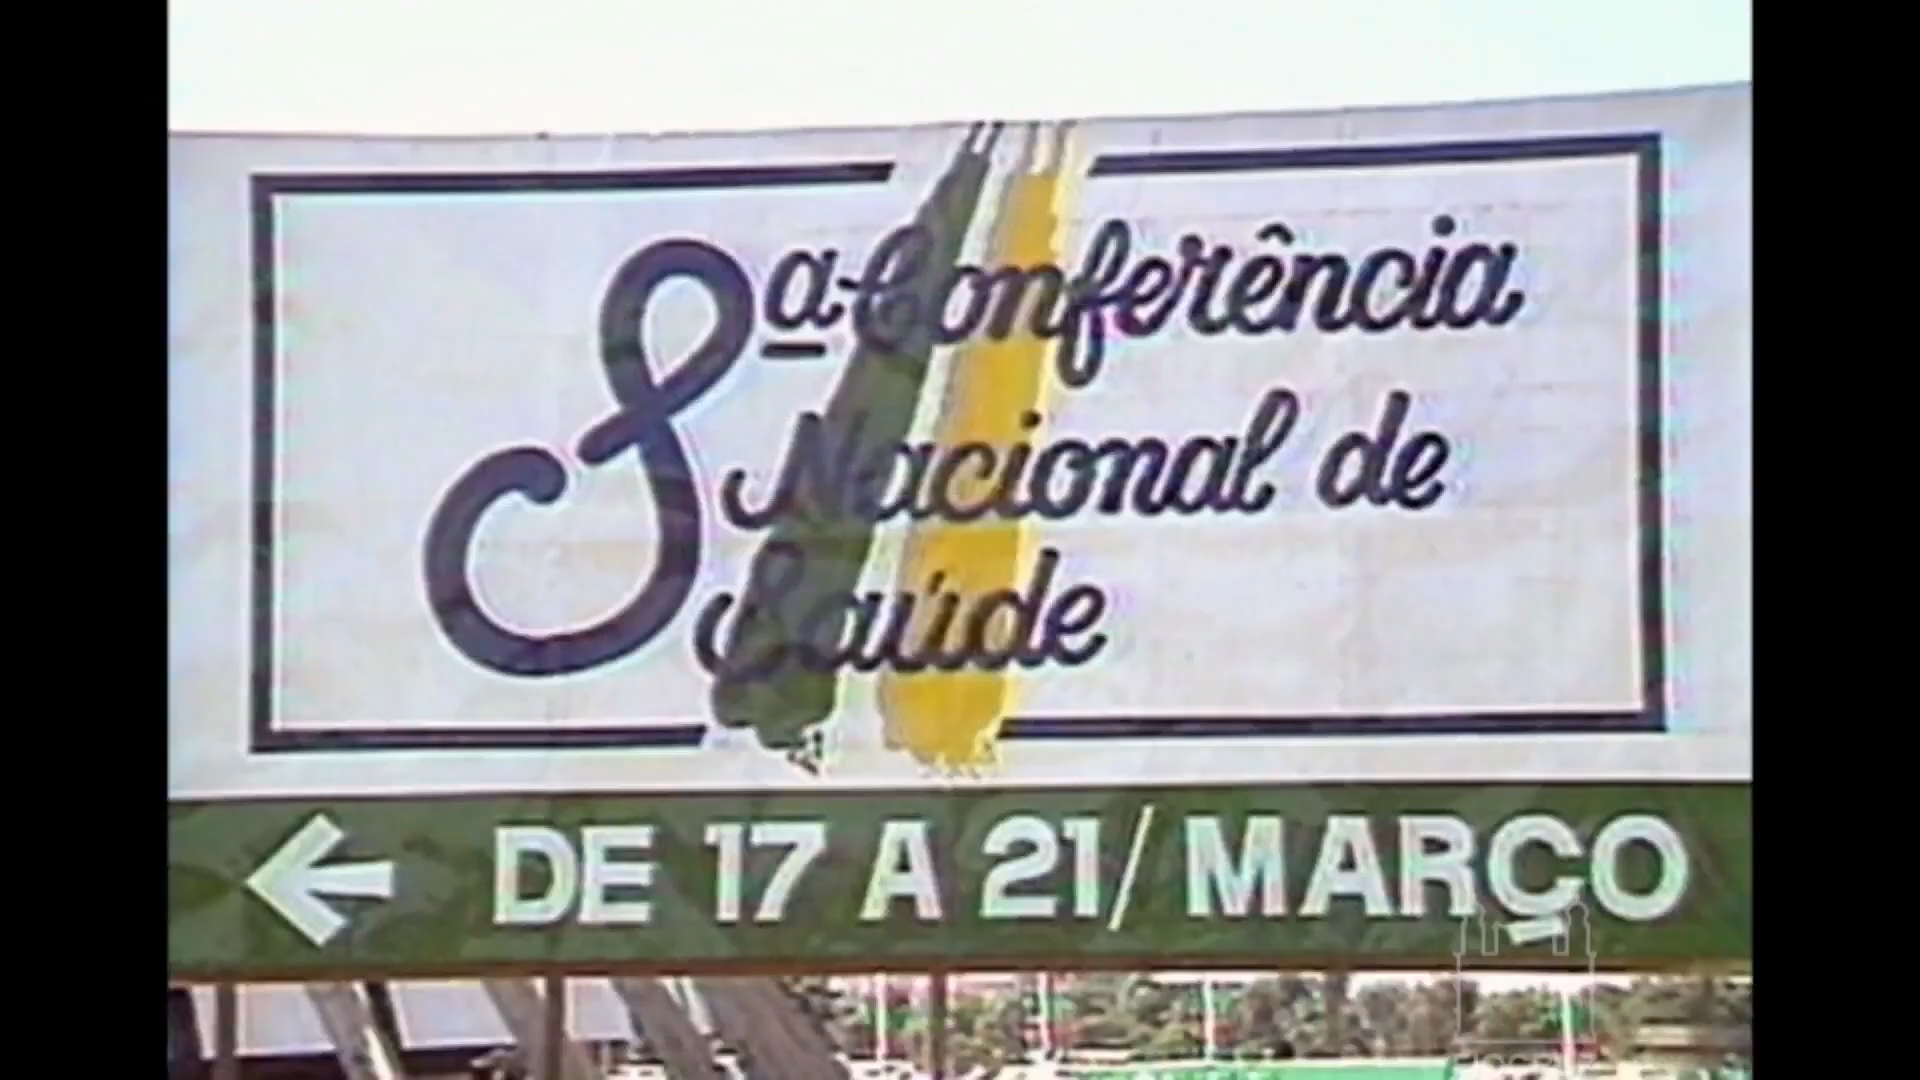 8ª Conferência
Nacional de
Saúde
DE 17 A 21/MARÇO